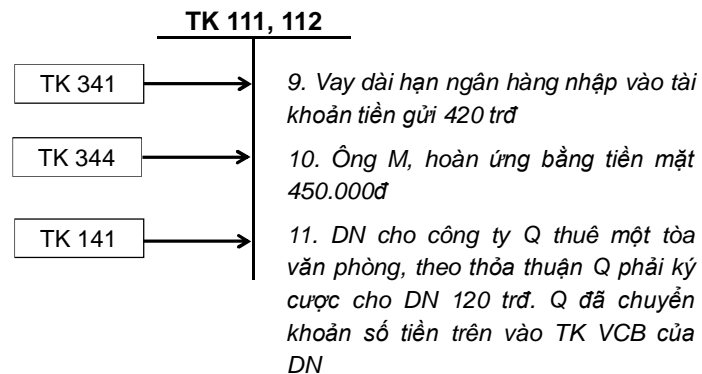 TK 111, 112
TK 341
9. Vay dài hạn ngân hàng nhập vào tài
khoản tiền gửi 420 trđ
TK 344
10. Ông M, hoàn ứng bằng tiền mặt
450.000đ
TK 141
11. DN cho công ty Q thuê một tòa
văn phòng, theo thỏa thuận Q phải ký
cược cho DN 120 trđ. Q đã chuyển
khoản số tiền trên vào TK VCB của
DN